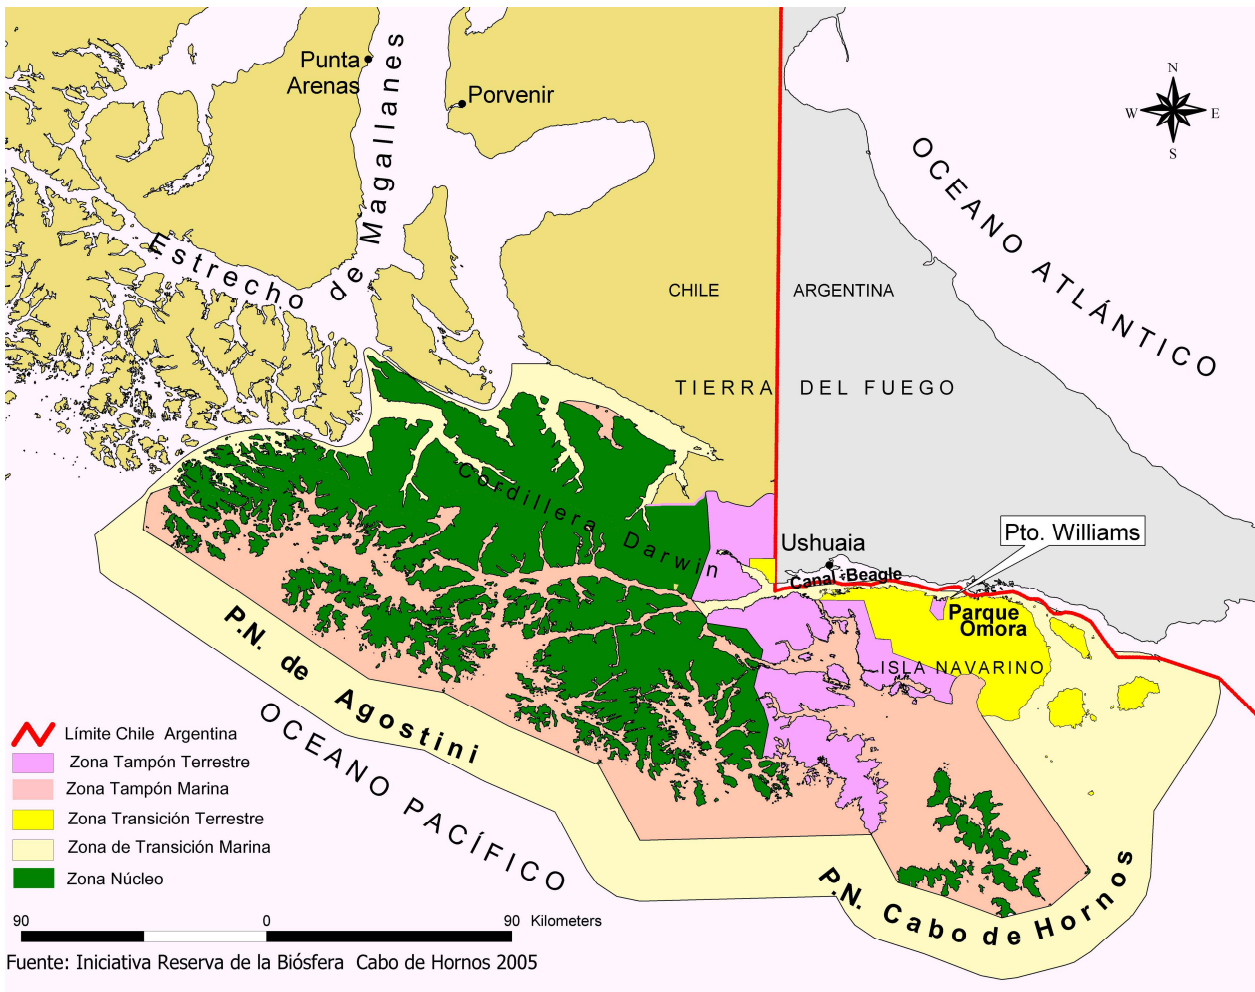 Punta
Arenas
Porvenir
Estrecho de Magallanes
N
W
E
S
OCEANO ATLÁNTICO
CHILE
ARGENTINA
TIERRA DEL FUEGO
Cordillera Darwin
Ushuaia
Pto. Williams
Canal Beagle
Parque
Omora
ISLA NAVARINO
P.N. de Agostini
OCEANO PACÍFICO
P.N. Cabo de Hornos
Límite Chile Argentina
Zona Tampón Terrestre
Zona Tampón Marina
Zona Transición Terrestre
Zona de Transición Marina
Zona Núcleo
90 0 90 Kilometers
Fuente: Iniciativa Reserva de la Biósfera Cabo de Hornos 2005